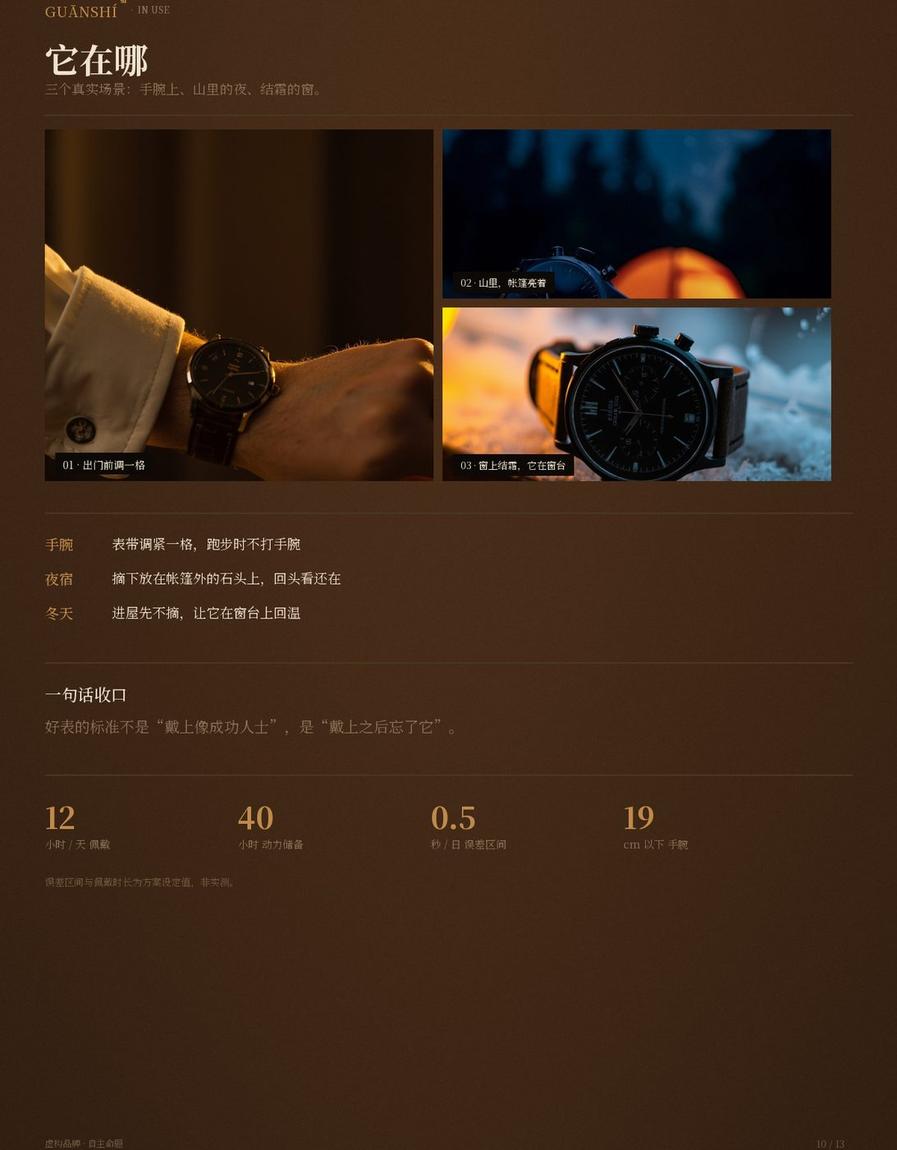 GUĀNSHÍ · IN USE
它在哪
三个真实场景：手腕上、山里的夜、结霜的窗。
01 · 出门前调一格
02 · 山里，帐篷亮着
03 · 窗上结霜，它在窗台
手腕 表带调紧一格，跑步时不打手腕
夜宿 摘下放在帐篷外的石头上，回头看还在
冬天 进屋先不摘，让它在窗台上回温
一句话收口
好表的标准不是“戴上像成功人士”，是“戴上之后忘了它”。
12
小时 / 天 佩戴
40
小时 动力储备
0.5
秒 / 日 误差区间
19
cm 以下 手腕
误差区间与佩戴时长为方案设定值，非实测。
虚构品牌 · 自主命题
10 / 13